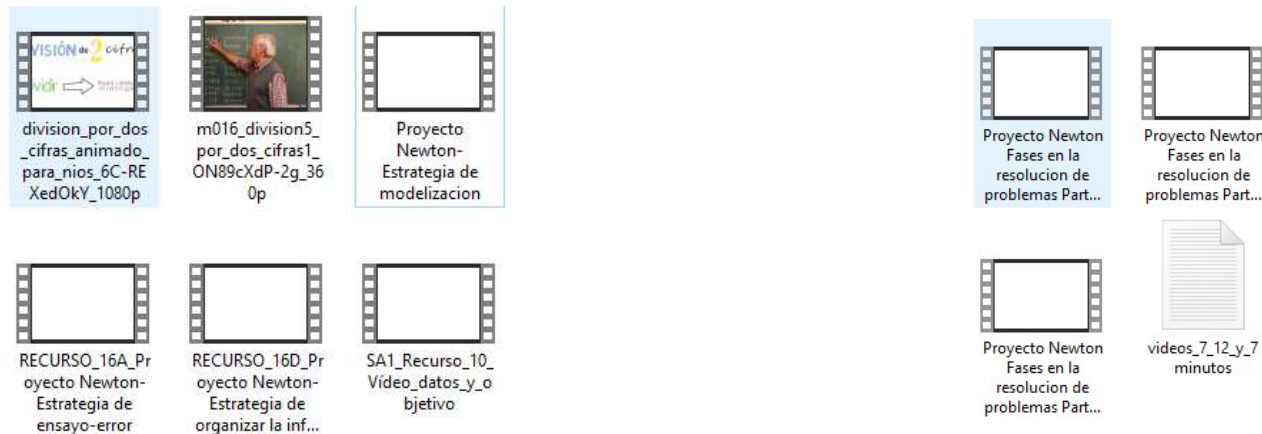 VISIÓN de 2 cifr
vidir
division_por_dos
_cifras_animado_
para_nios_6C-RE
XedOkY_1080p
m016_division5_
por_dos_cifras1_
ON89cXdP-2g_36
0p
Proyecto
Newton-
Estrategia de
modelizacion
Proyecto Newton
Fases en la
resolucion de
problemas Part...
Proyecto Newton
Fases en la
resolucion de
problemas Part...
RECURSO_16A_Pr
oyecto Newton-
Estrategia de
ensayo-error
RECURSO_16D_Pr
oyecto Newton-
Estrategia de
organizar la inf...
SA1_Recurso_10_
Vídeo_datos_y_o
bjetivo
Proyecto Newton
Fases en la
resolucion de
problemas Part...
videos_7_12_y_7
minutos